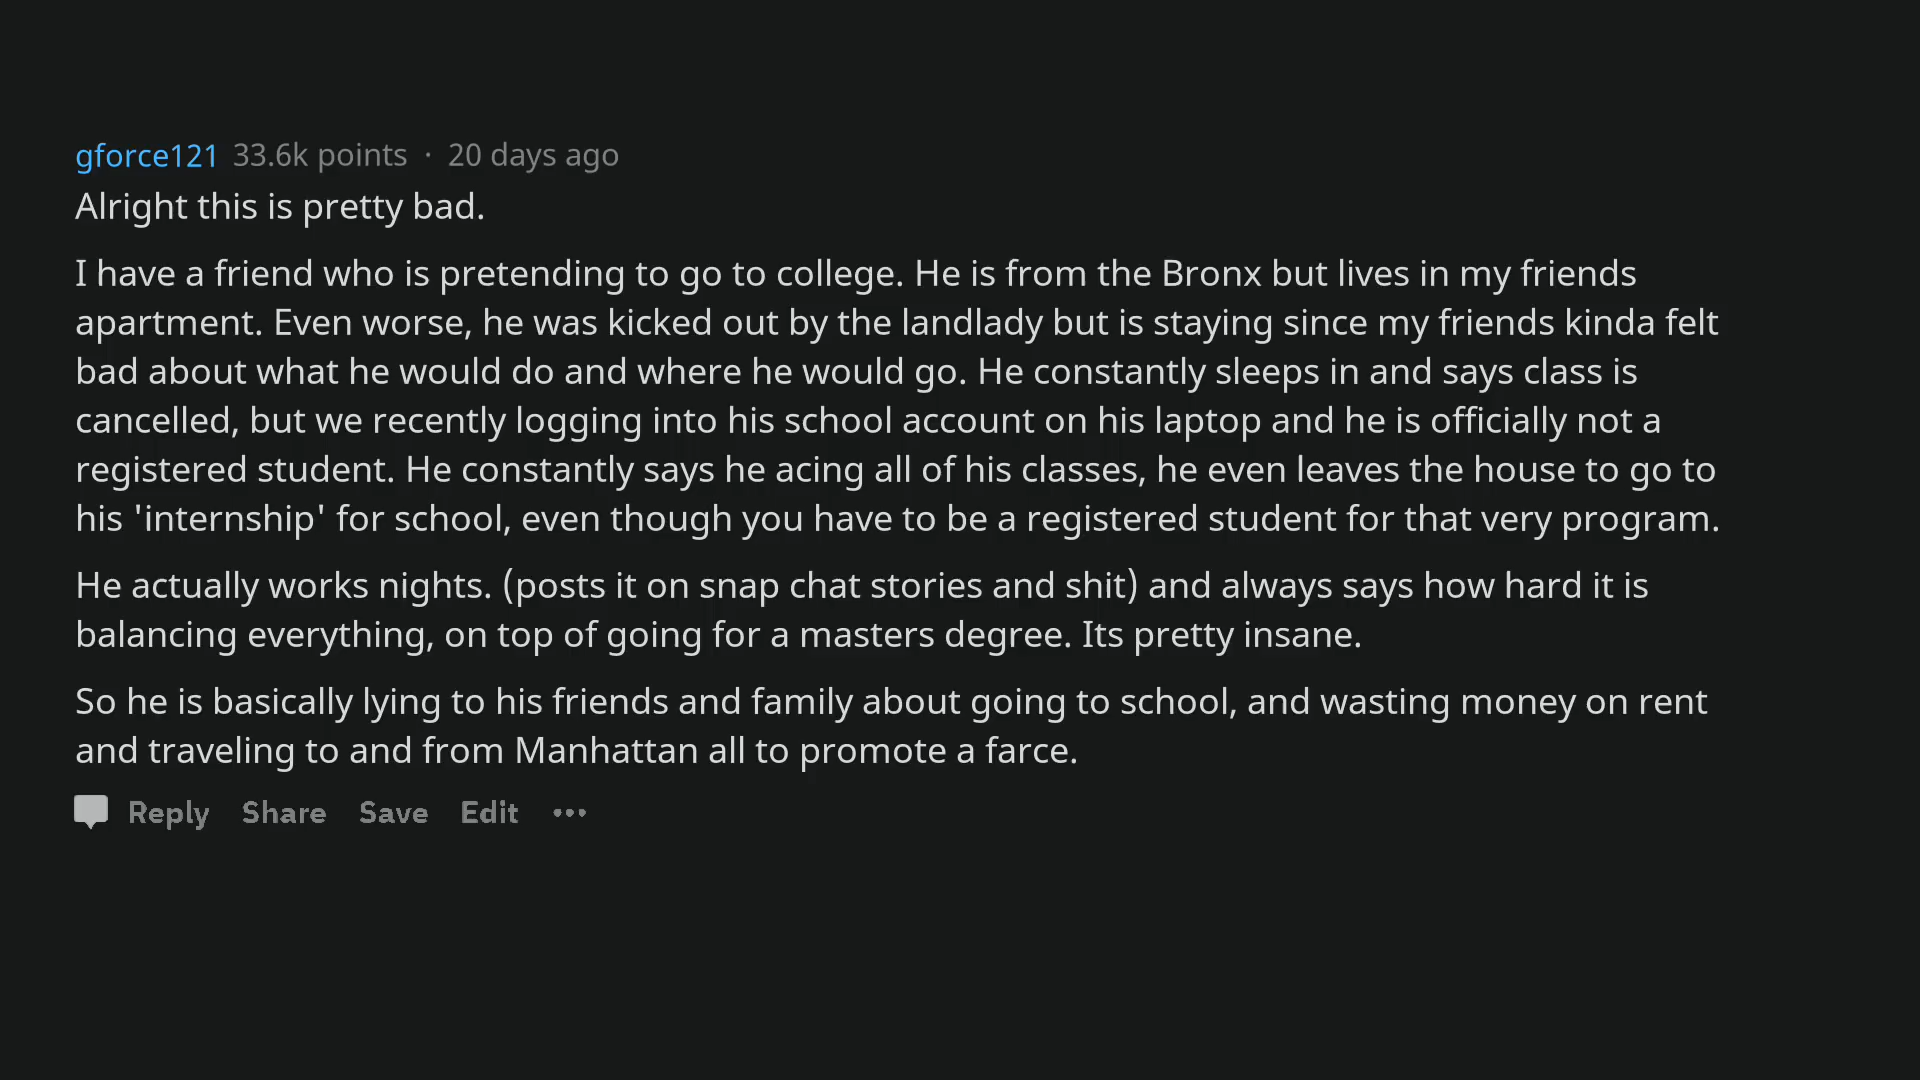 gforce121 33.6k points · 20 days ago
Alright this is pretty bad.
I have a friend who is pretending to go to college. He is from the Bronx but lives in my friends
apartment. Even worse, he was kicked out by the landlady but is staying since my friends kinda felt
bad about what he would do and where he would go. He constantly sleeps in and says class is
cancelled, but we recently logging into his school account on his laptop and he is officially not a
registered student. He constantly says he acing all of his classes, he even leaves the house to go to
his 'internship' for school, even though you have to be a registered student for that very program.
He actually works nights. (posts it on snap chat stories and shit) and always says how hard it is
balancing everything, on top of going for a masters degree. Its pretty insane.
So he is basically lying to his friends and family about going to school, and wasting money on rent
and traveling to and from Manhattan all to promote a farce.
Reply Share Save Edit •••